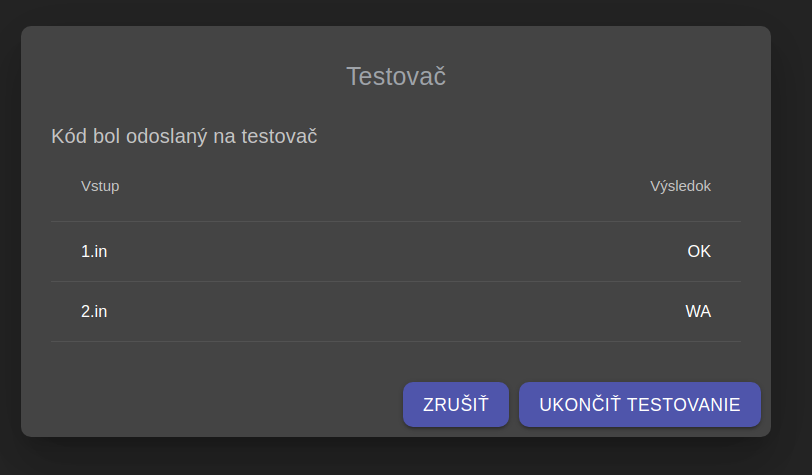 Testovač
Kód bol odoslaný na testovač
Vstup Výsledok
1.in OK
2.in WA
ZRUŠIŤ UKONČIŤ TESTOVANIE